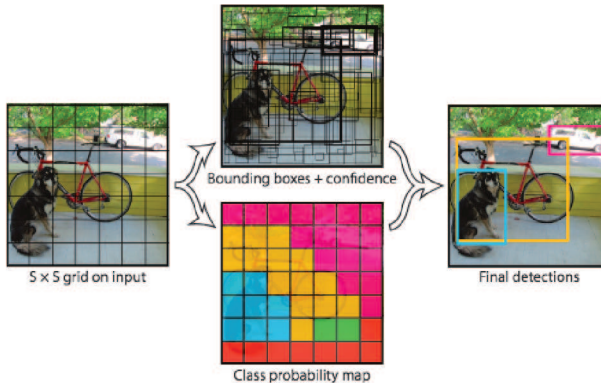 Bounding boxes + confidence
S × S grid on input
Final detections
Class probability map